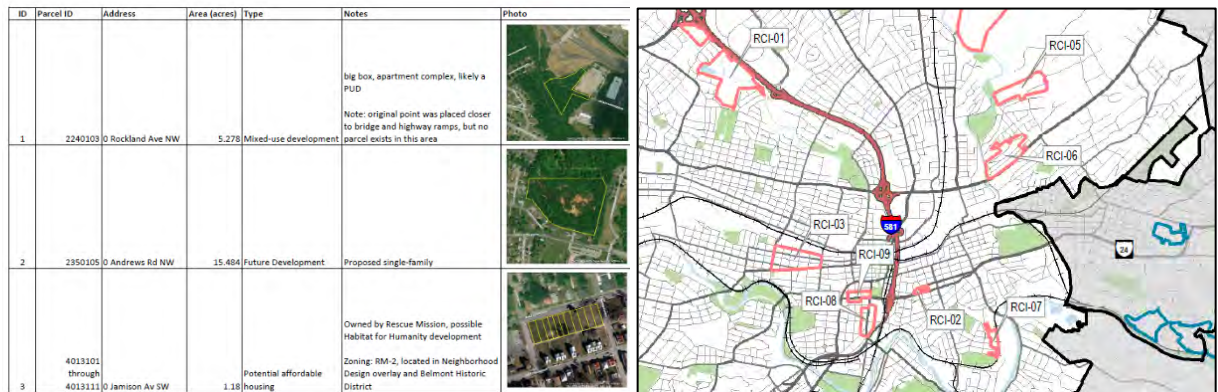 ID Parcel ID Address Area (acres) Type Notes Photo
big box, apartment complex, likely a
PUD
Note: original point was placed closer
to bridge and highway ramps, but no
1 2240103 0 Rockland Ave NW 5.278 Mixed-use development parcel exists in this area
2 2350105 0 Andrews Rd NW 15.484 Future Development Proposed single-family
Owned by Rescue Mission, possible
Habitat for Humanity development
4013101
through
Zoning: RM-2, located in Neighborhood
Potential affordable Design overlay and Belmont Historic
3 4013111 0 Jamison Av SW 1.18 housing District
RCI-01
RCI-05
RCI-06
RCI-03
581
24
RCI-09
RCI-08
RCI-02
RCI-07